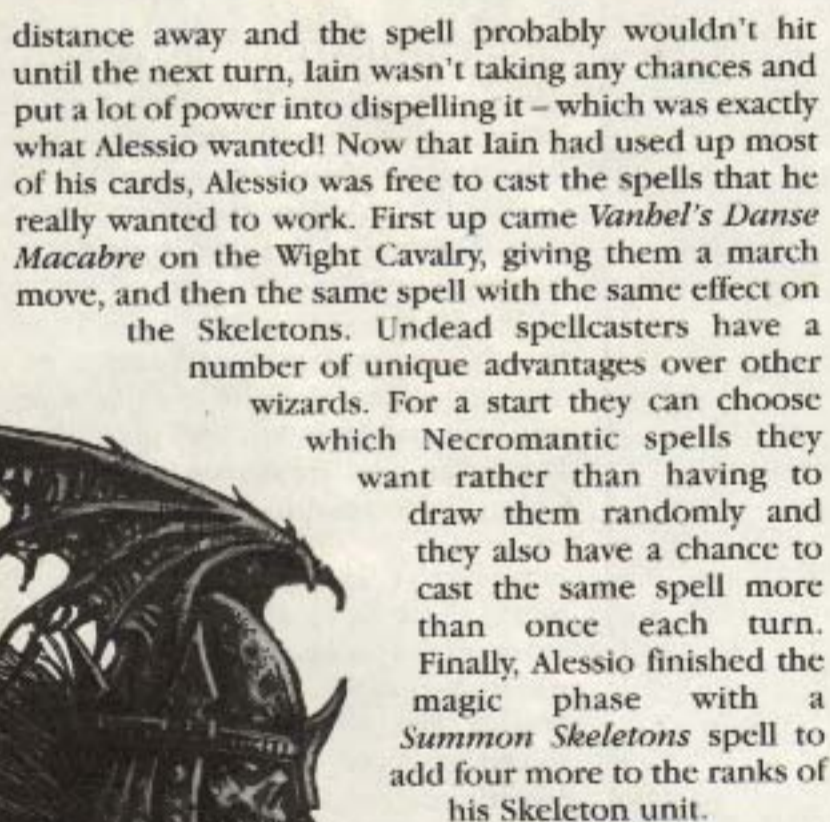 distance away and the spell probably wouldn't hit
until the next turn, Iain wasn't taking any chances and
put a lot of power into dispelling it – which was exactly
what Alessio wanted! Now that Iain had used up most
of his cards, Alessio was free to cast the spells that he
really wanted to work. First up came Vanhel's Danse
Macabre on the Wight Cavalry, giving them a march
move, and then the same spell with the same effect on
the Skeletons. Undead spellcasters have a
number of unique advantages over other
wizards. For a start they can choose
which Necromantic spells they
want rather than having to
draw them randomly and
they also have a chance to
cast the same spell more
than once each turn.
Finally, Alessio finished the
magic phase with a
Summon Skeletons spell to
add four more to the ranks of
his Skeleton unit.